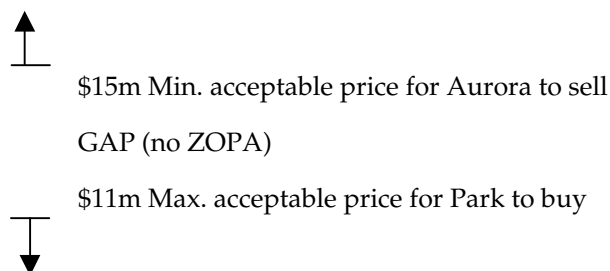 $15m Min. acceptable price for Aurora to sell
GAP (no ZOPA)
$11m Max. acceptable price for Park to buy